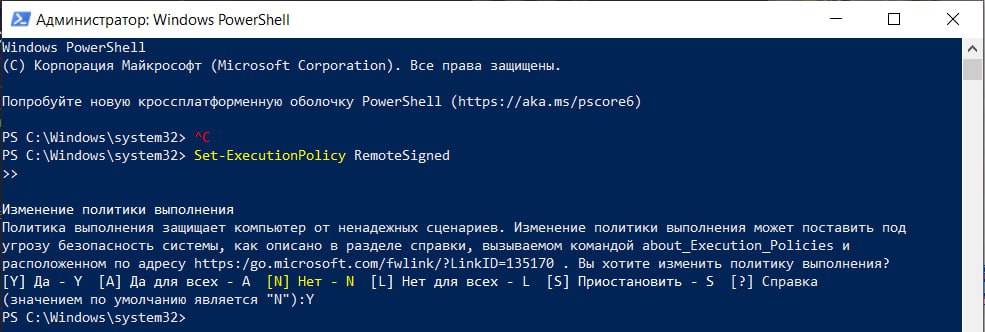 Администратор: Windows PowerShell
Windows PowerShell
(C) Корпорация Майкрософт (Microsoft Corporation). Все права защищены.
Попробуйте новую кроссплатформенную оболочку PowerShell (https://aka.ms/pscore6)
PS C:\Windows\system32> ^C
PS C:\Windows\system32> Set-ExecutionPolicy RemoteSigned
>>
Изменение политики выполнения
Политика выполнения защищает компьютер от ненадежных сценариев. Изменение политики выполнения может поставить под
угрозу безопасность системы, как описано в разделе справки, вызываемом командой about_Execution_Policies и
расположенном по адресу https:/go.microsoft.com/fwlink/?LinkID=135170 . Вы хотите изменить политику выполнения?
[Y] Да - Y  [A] Да для всех - A  [N] Нет - N  [L] Нет для всех - L  [S] Приостановить - S  [?] Справка
(значением по умолчанию является "N"):Y
PS C:\Windows\system32>